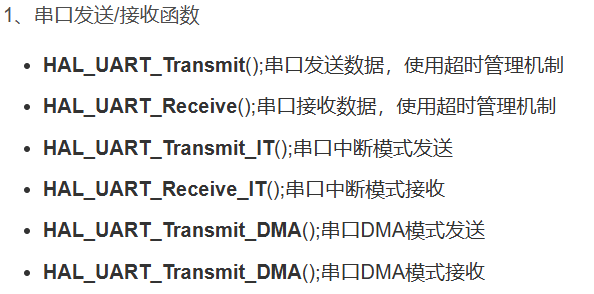 1、串口发送/接收函数
• HAL_UART_Transmit();串口发送数据，使用超时管理机制
• HAL_UART_Receive();串口接收数据，使用超时管理机制
• HAL_UART_Transmit_IT();串口中断模式发送
• HAL_UART_Receive_IT();串口中断模式接收
• HAL_UART_Transmit_DMA();串口DMA模式发送
• HAL_UART_Transmit_DMA();串口DMA模式接收